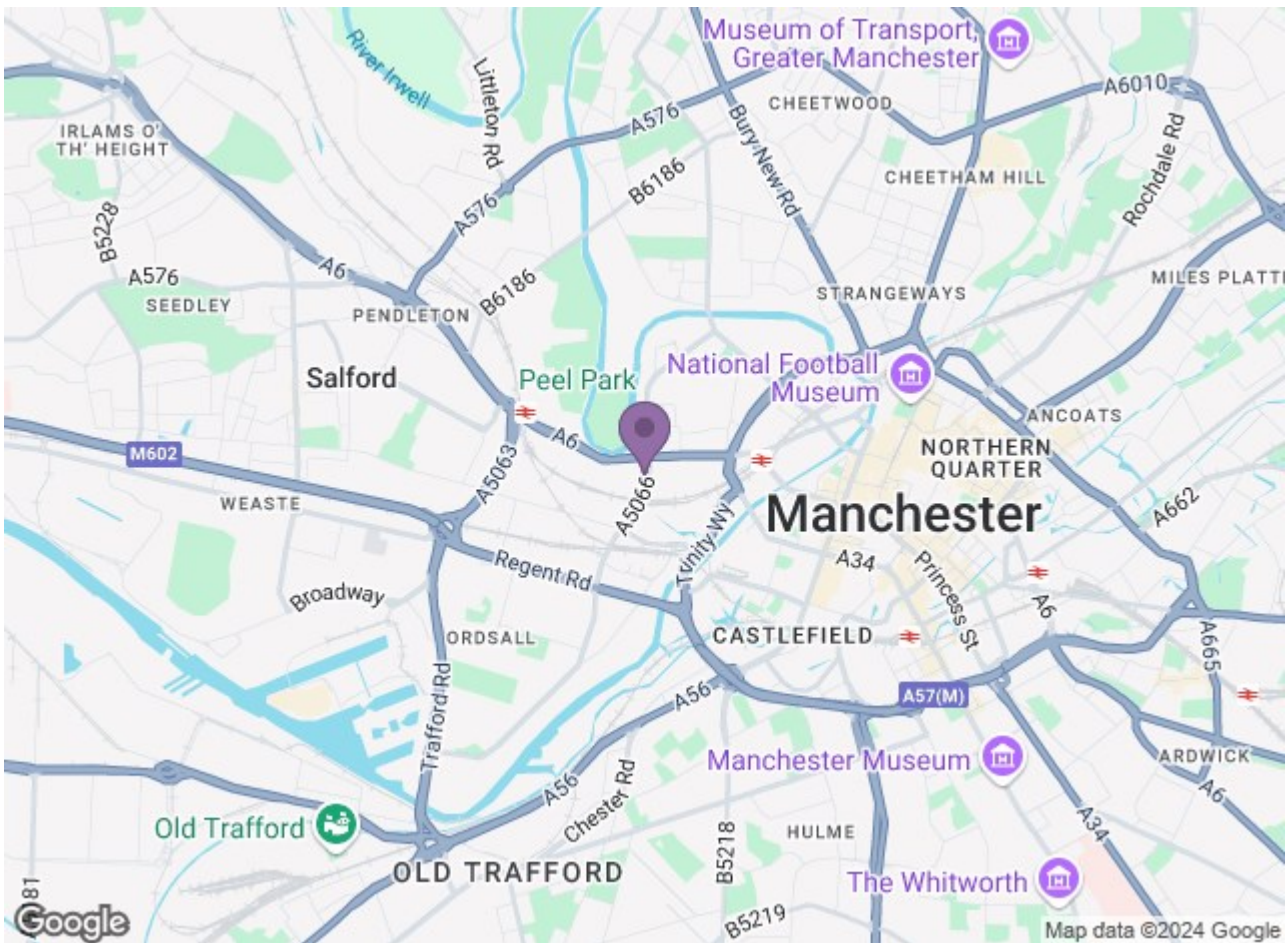 Museum of Transport,
Greater Manchester
River Irwell
Littleton Rd
A576
CHEETWOOD
A6010
IRLAMS O'
TH' HEIGHT
Bury New Rd
Rochdale Rd
B6186
CHEETHAM HILL
A576
B5228
A6
A576
SEEDLEY
B6186
PENDLETON
STRANGEWAYS
MILES PLATTI
National Football
Museum
Salford
Peel Park
ANCOATS
A6
NORTHERN
QUARTER
M602
A5063
A5066
WEASTE
Manchester
A662
Trinity Wy
A34
Princess St
Regent Rd
A6
Broadway
ORDSALL
CASTLEFIELD
A665
Trafford Rd
A56
A57(M)
Manchester Museum
ARDWICK
A56
Chester Rd
A6
Old Trafford
HULME
A34
B5218
OLD TRAFFORD
The Whitworth
B5219
Google
Map data ©2024 Google